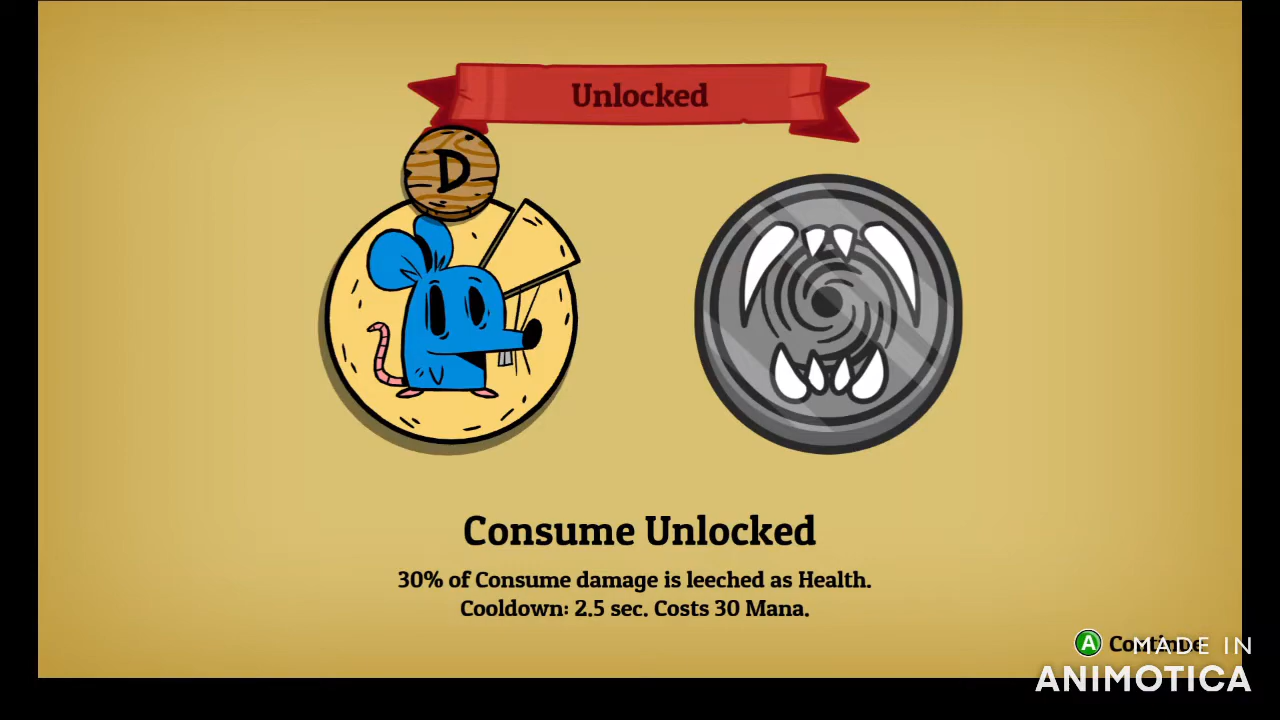 Unlocked
D
Consume Unlocked
30% of Consume damage is leeched as Health.
Cooldown: 2.5 sec. Costs 30 Mana.
A Continue
MADE IN
ANIMOTICA